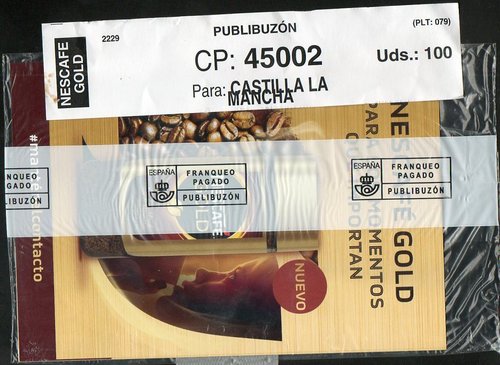 PUBLIBUZÓN
2229
(PLT: 079)
NESCAFE
GOLD
CP: 45002
Uds.: 100
Para: CASTILLA LA
MANCHA
FRANQUEO
PAGADO
PUBLIBUZÓN
ESPAÑA
FRANQUEO
PAGADO
PUBLIBUZÓN
ESPAÑA
FRANQUEO
PAGADO
PUBLIBUZÓN
GOLD
PARA
MOMENTOS
NUEVO